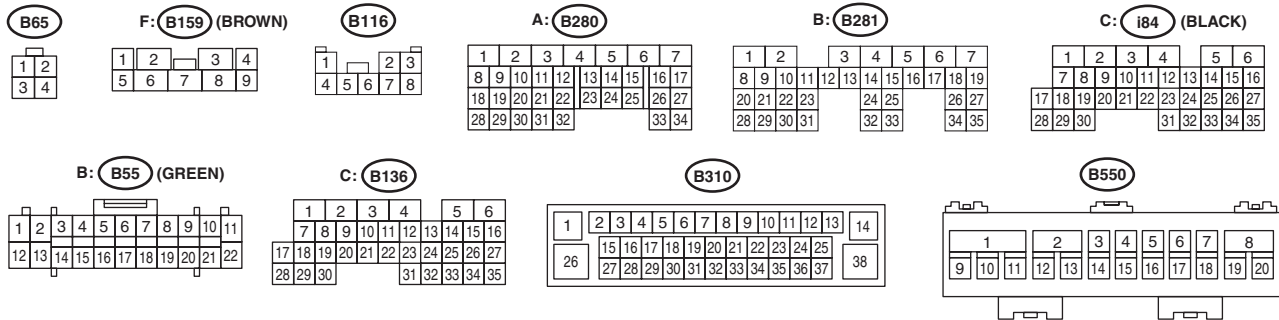 B65
F: B159 (BROWN)
B116
A: B280
B: B281
C: i84 (BLACK)
1 2
3 4
1 2 3 4
5 6 7 8 9
1 2 3
4 5 6 7 8
1 2 3 4 5 6 7
8 9 10 11 12 13 14 15 16 17
18 19 20 21 22 23 24 25 26 27
28 29 30 31 32 33 34
1 2 3 4 5 6 7
8 9 10 11 12 13 14 15 16 17 18 19
20 21 22 23 24 25 26 27
28 29 30 31 32 33 34 35
1 2 3 4 5 6
7 8 9 10 11 12 13 14 15 16
17 18 19 20 21 22 23 24 25 26 27
28 29 30 31 32 33 34 35
B: B55 (GREEN)
C: B136
B310
B550
1 2 3 4 5 6 7 8 9 10 11
12 13 14 15 16 17 18 19 20 21 22
1 2 3 4 5 6
7 8 9 10 11 12 13 14 15 16
17 18 19 20 21 22 23 24 25 26 27
28 29 30 31 32 33 34 35
1 2 3 4 5 6 7 8 9 10 11 12 13 14
15 16 17 18 19 20 21 22 23 24 25
26 27 28 29 30 31 32 33 34 35 36 37 38
1 2 3 4 5 6 7 8
9 10 11 12 13 14 15 16 17 18 19 20